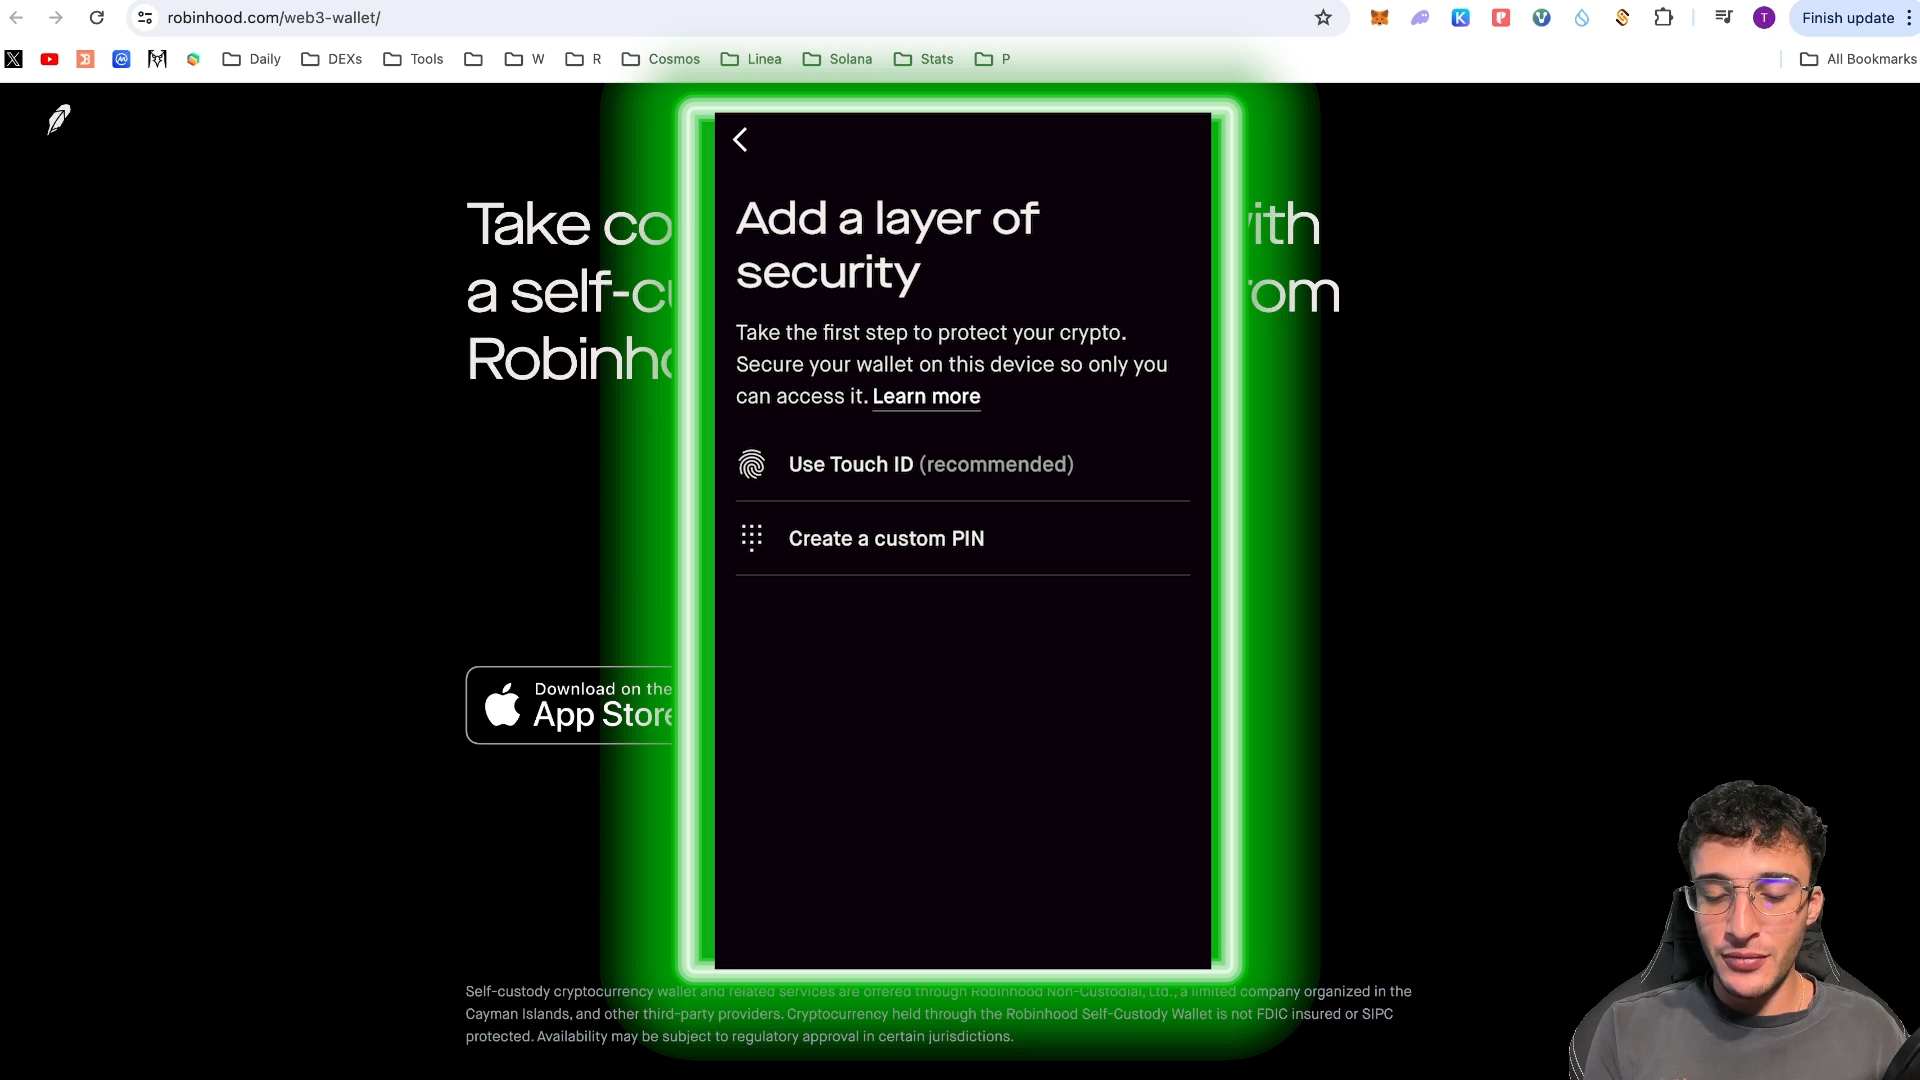 robinhood.com/web3-wallet/
Finish update
Daily
DEXs
Tools
W
R
Cosmos
Linea
Solana
Stats
P
All Bookmarks
T
Take co
ith
a self-c
om
Robinh
Add a layer of
security
Take the first step to protect your crypto.
Secure your wallet on this device so only you
can access it. Learn more
Use Touch ID (recommended)
Create a custom PIN
Download on the
App Store
Self-custody cryptocurrency wallet and related services are offered through Robinhood Non-Custodial, Ltd., a limited company organized in the
Cayman Islands, and other third-party providers. Cryptocurrency held through the Robinhood Self-Custody Wallet is not FDIC insured or SIPC
protected. Availability may be subject to regulatory approval in certain jurisdictions.